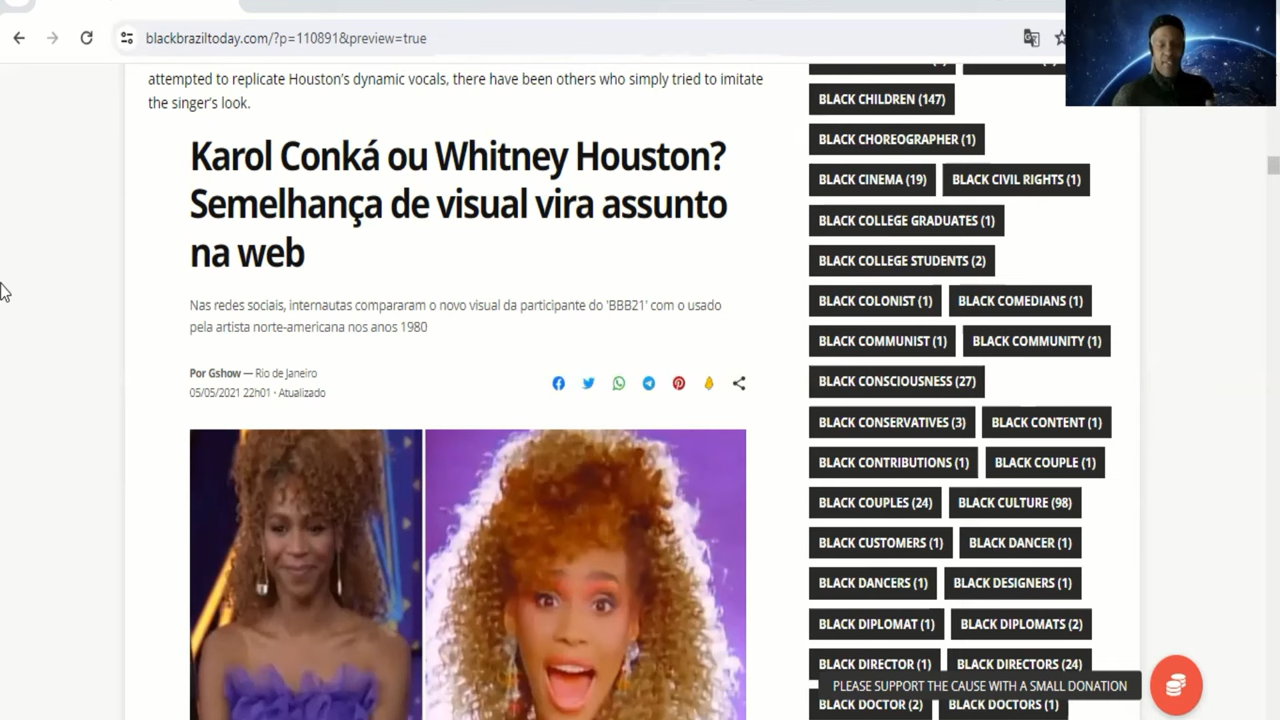 blackbraziltoday.com/?p=110891&preview=true
attempted to replicate Houston's dynamic vocals, there have been others who simply tried to imitate
the singer's look.
Karol Conká ou Whitney Houston?
Semelhança de visual vira assunto
na web
Nas redes sociais, internautas compararam o novo visual da participante do 'BBB21' com o usado
pela artista norte-americana nos anos 1980
Por Gshow — Rio de Janeiro
05/05/2021 22h01 · Atualizado
BLACK CHILDREN (147)
BLACK CHOREOGRAPHER (1)
BLACK CINEMA (19) BLACK CIVIL RIGHTS (1)
BLACK COLLEGE GRADUATES (1)
BLACK COLLEGE STUDENTS (2)
BLACK COLONIST (1) BLACK COMEDIANS (1)
BLACK COMMUNIST (1) BLACK COMMUNITY (1)
BLACK CONSCIOUSNESS (27)
BLACK CONSERVATIVES (3) BLACK CONTENT (1)
BLACK CONTRIBUTIONS (1) BLACK COUPLE (1)
BLACK COUPLES (24) BLACK CULTURE (98)
BLACK CUSTOMERS (1) BLACK DANCER (1)
BLACK DANCERS (1) BLACK DESIGNERS (1)
BLACK DIPLOMAT (1) BLACK DIPLOMATS (2)
BLACK DIRECTOR (1) BLACK DIRECTORS (24)
PLEASE SUPPORT THE CAUSE WITH A SMALL DONATION
BLACK DOCTOR (2) BLACK DOCTORS (1)